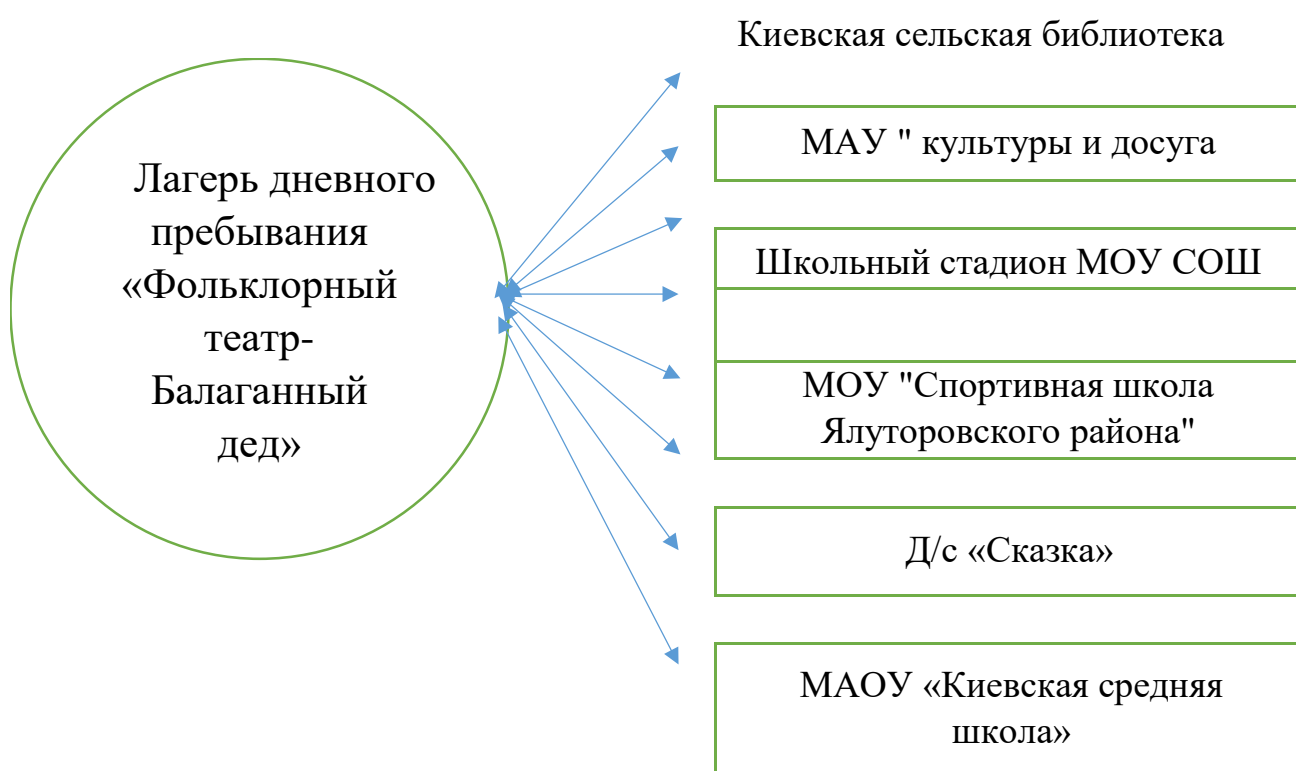 Лагерь дневного
пребывания
«Фольклорный
театр-
Балаганный
дед»
Киевская сельская библиотека
МАУ " культуры и досуга
Школьный стадион МОУ СОШ
МОУ "Спортивная школа
Ялуторовского района"
Д/с «Сказка»
МАОУ «Киевская средняя
школа»